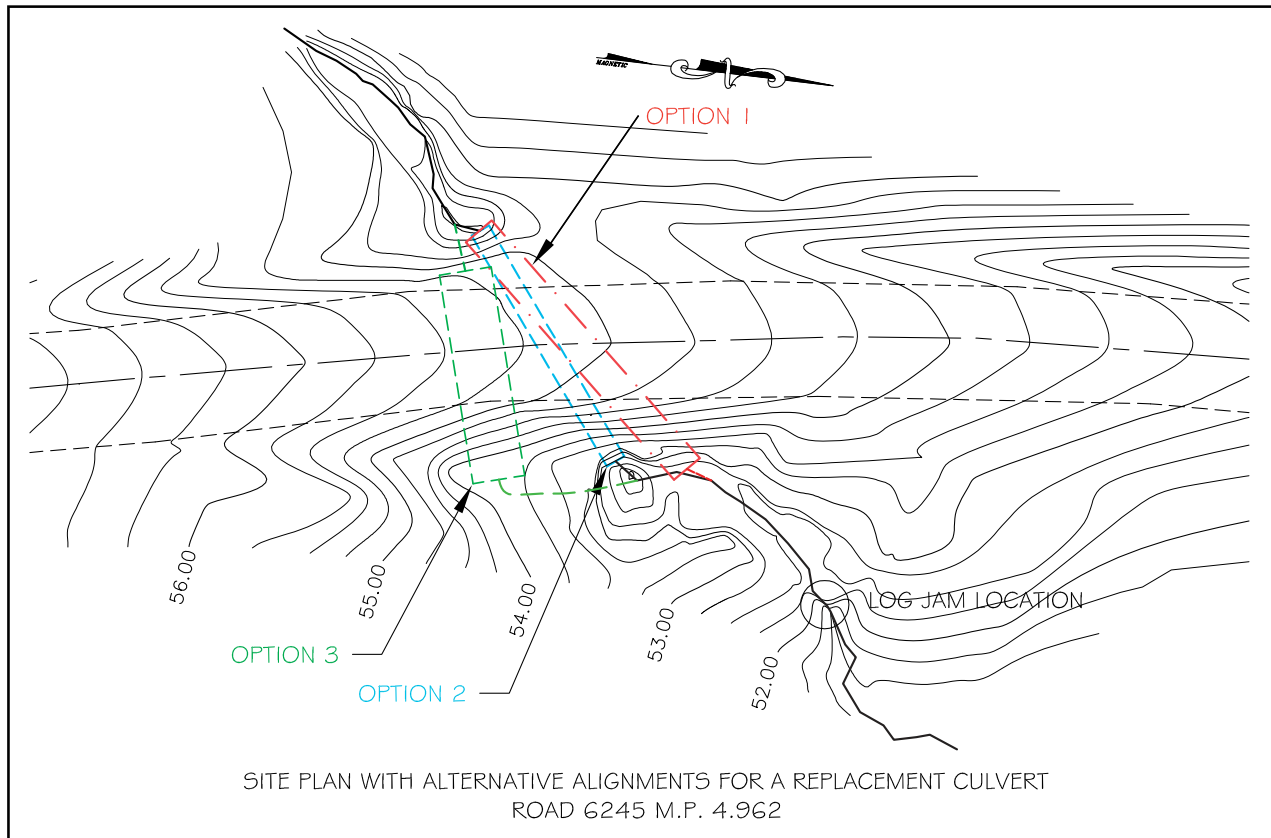 MAGNETIC
OPTION 1
56.00
55.00
54.00
53.00
52.00
LOG JAM LOCATION
OPTION 3
OPTION 2
SITE PLAN WITH ALTERNATIVE ALIGNMENTS FOR A REPLACEMENT CULVERT
ROAD 6245 M.P. 4.962